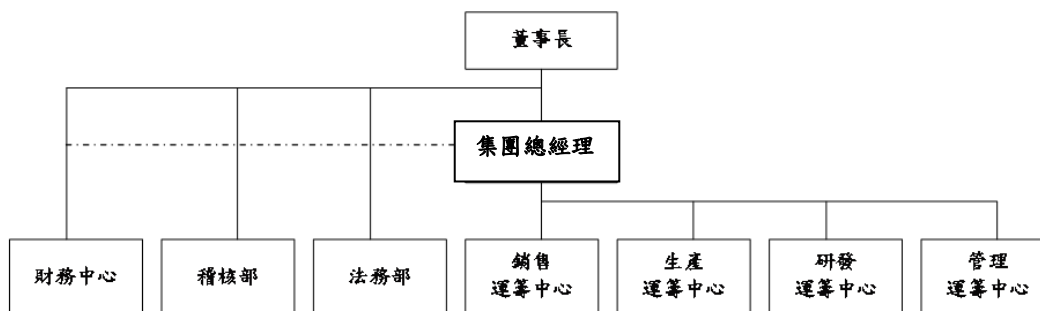 董事長
集團總經理
財務中心
稽核部
法務部
銷售
運籌中心
生產
運籌中心
研發
運籌中心
管理
運籌中心